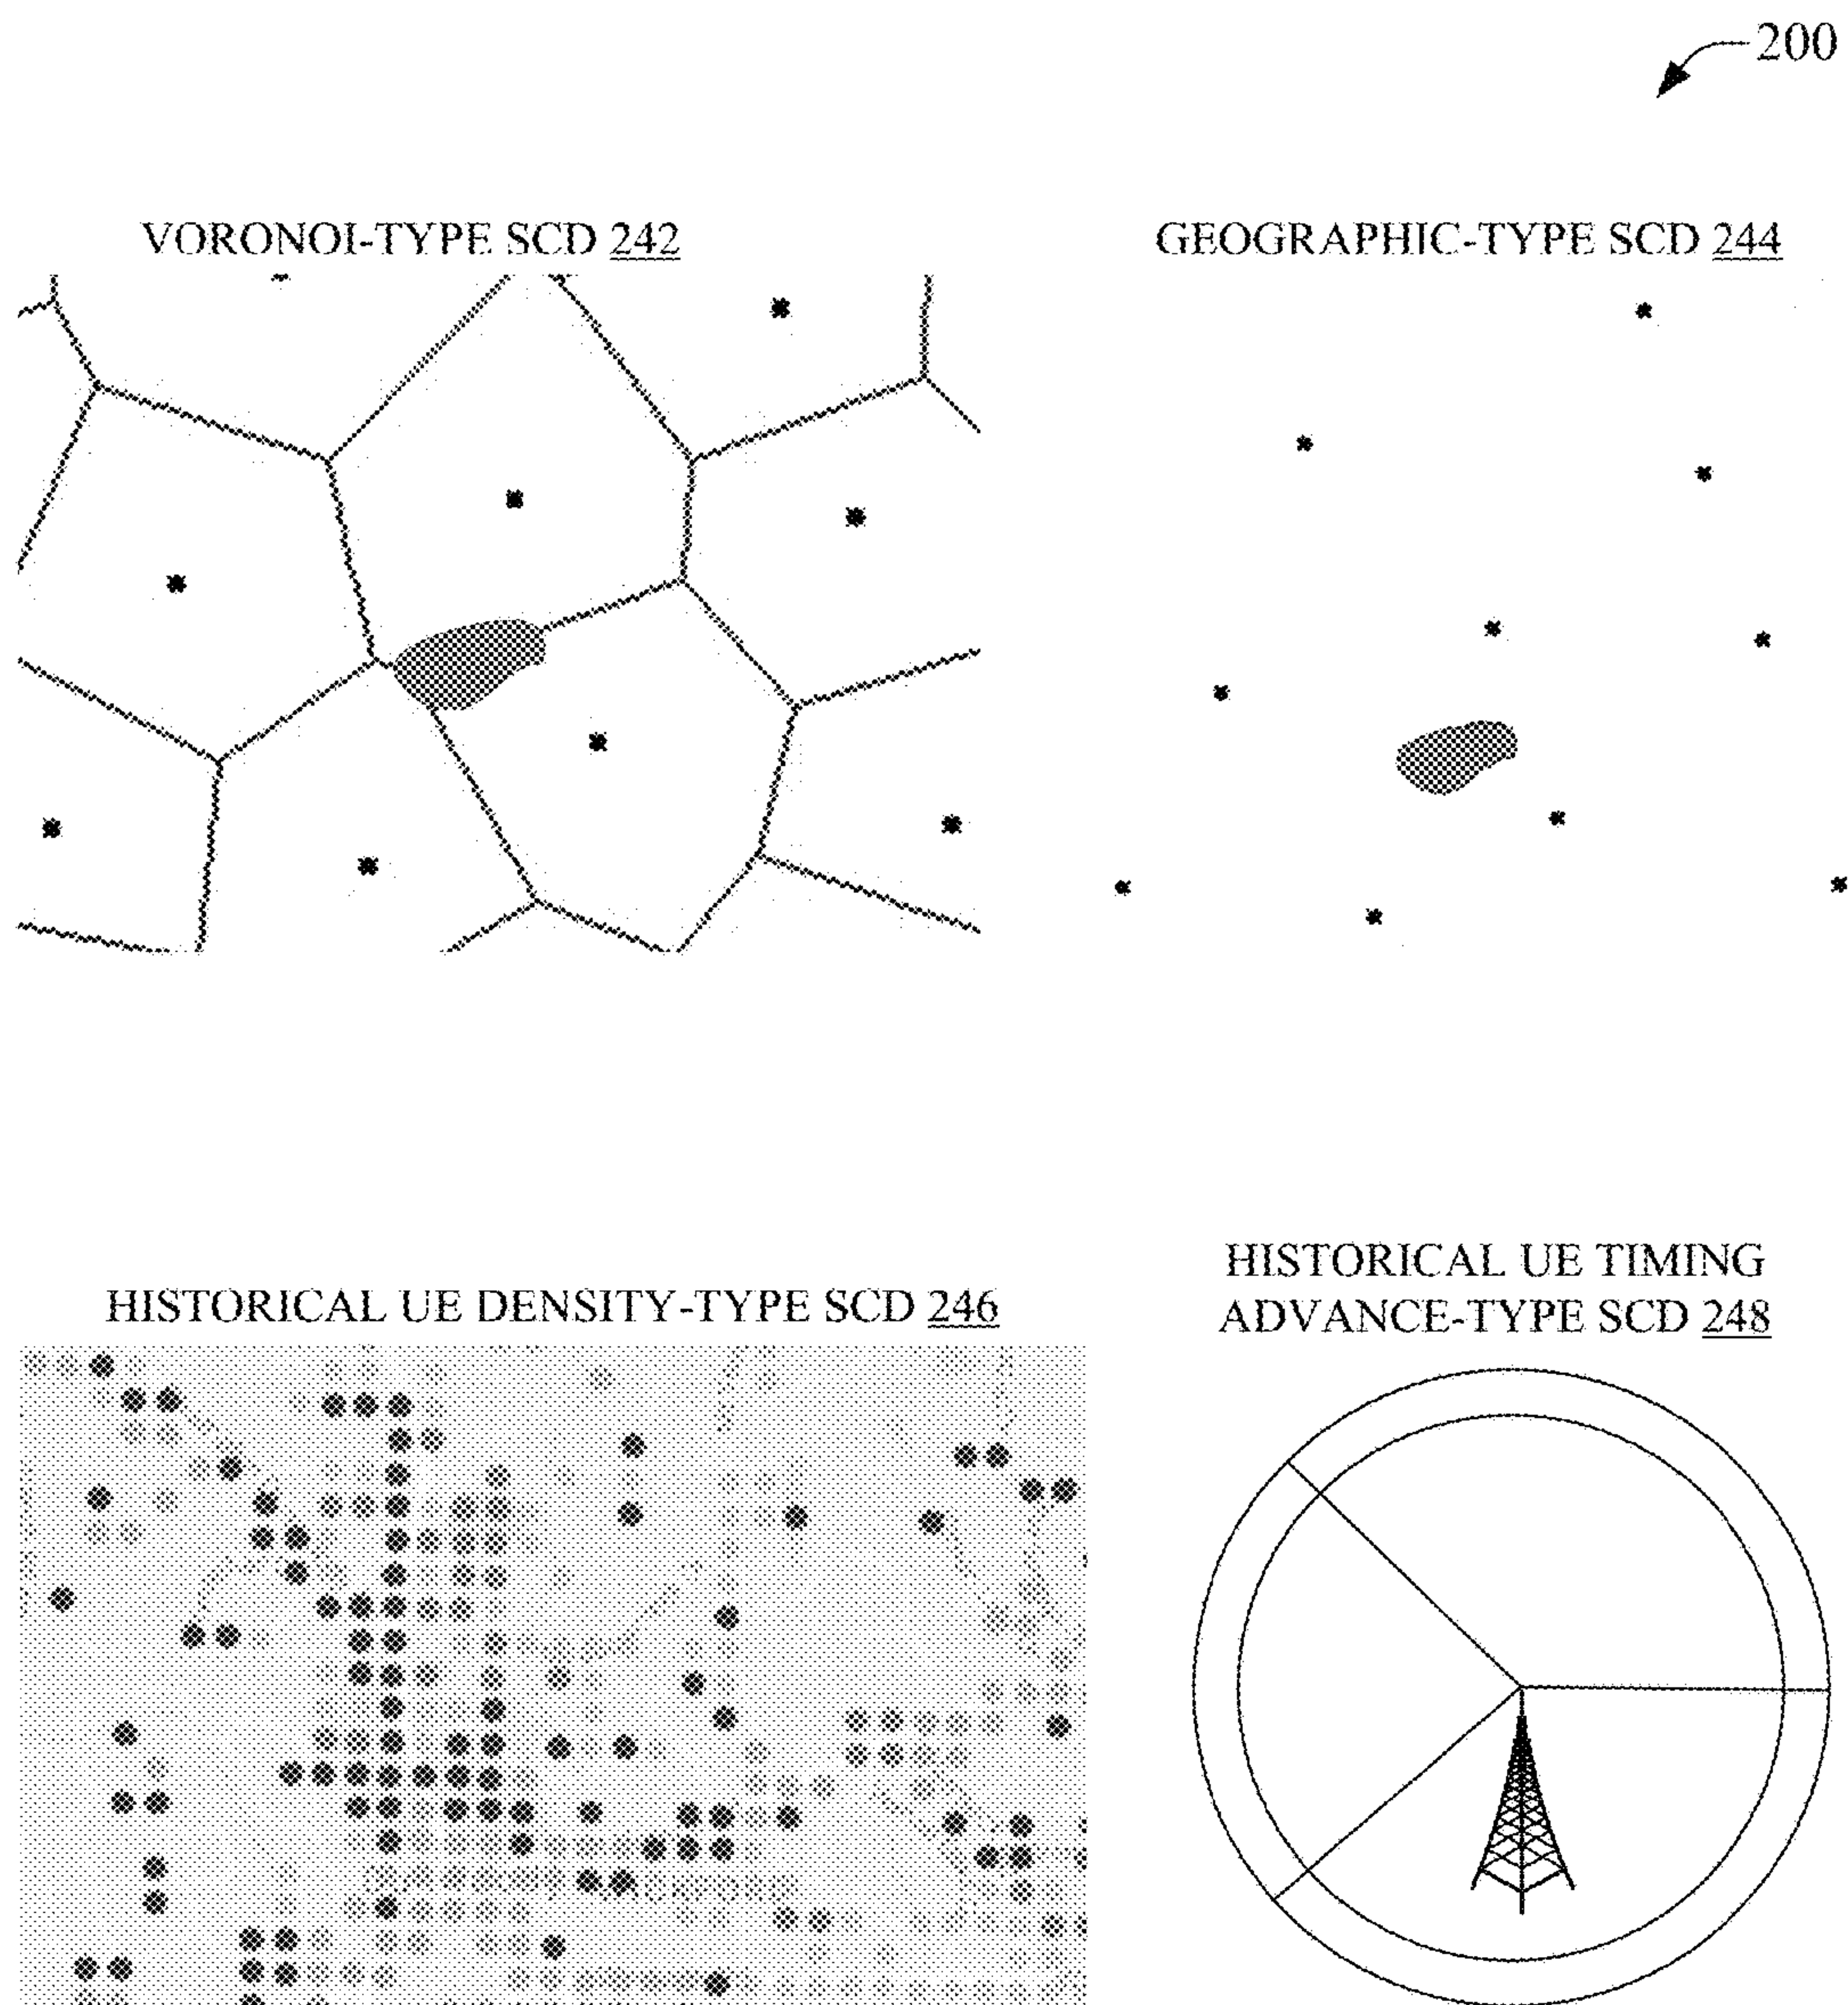 200
VORONOI-TYPE SCD 242
GEOGRAPHIC-TYPE SCD 244
HISTORICAL UE DENSITY-TYPE SCD 246
HISTORICAL UE TIMING
ADVANCE-TYPE SCD 248